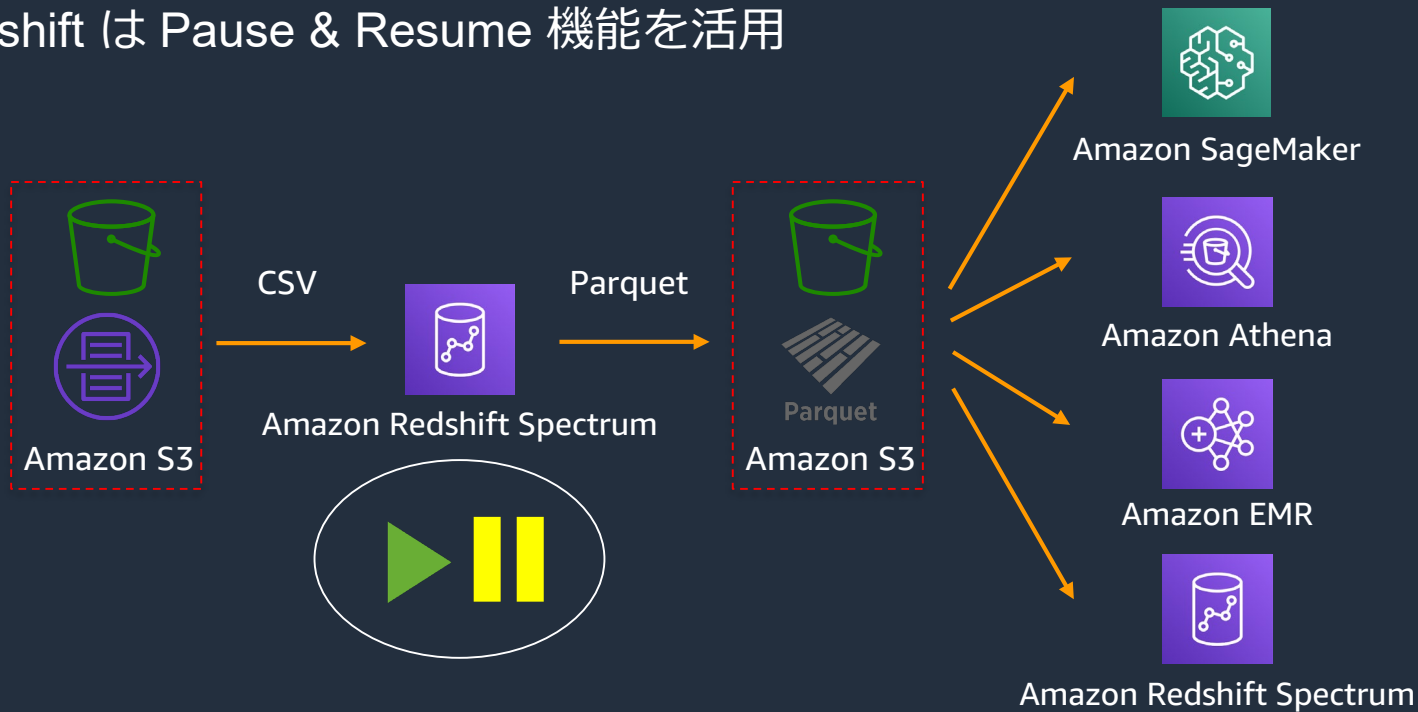 shift は Pause & Resume 機能を活用
Amazon SageMaker
CSV
Parquet
Amazon Athena
Parquet
Amazon Redshift Spectrum
Amazon S3
Amazon S3
Amazon EMR
Amazon Redshift Spectrum